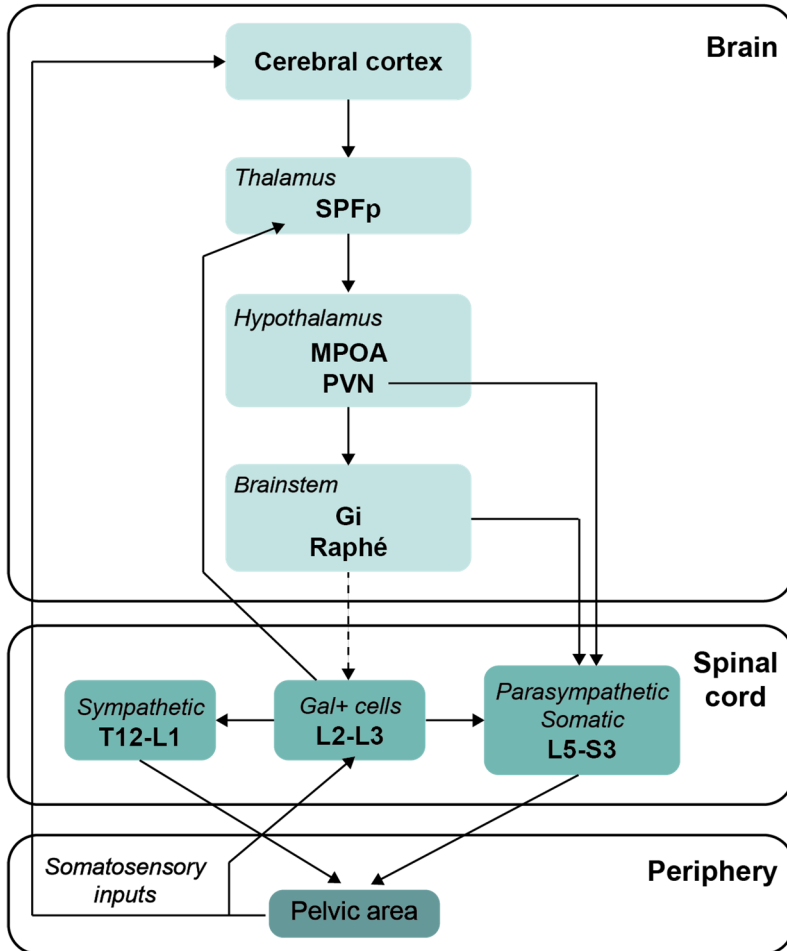 Brain
Cerebral cortex
Thalamus
SPFp
Hypothalamus
MPOA
PVN
Brainstem
Gi
Raphé
Spinal
cord
Sympathetic
T12-L1
Gal+ cells
L2-L3
Parasympathetic
Somatic
L5-S3
Periphery
Somatosensory
inputs
Pelvic area